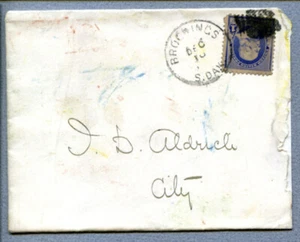 BROOKINGS
DEC
10
S.DAK
I. D. Aldrich
City